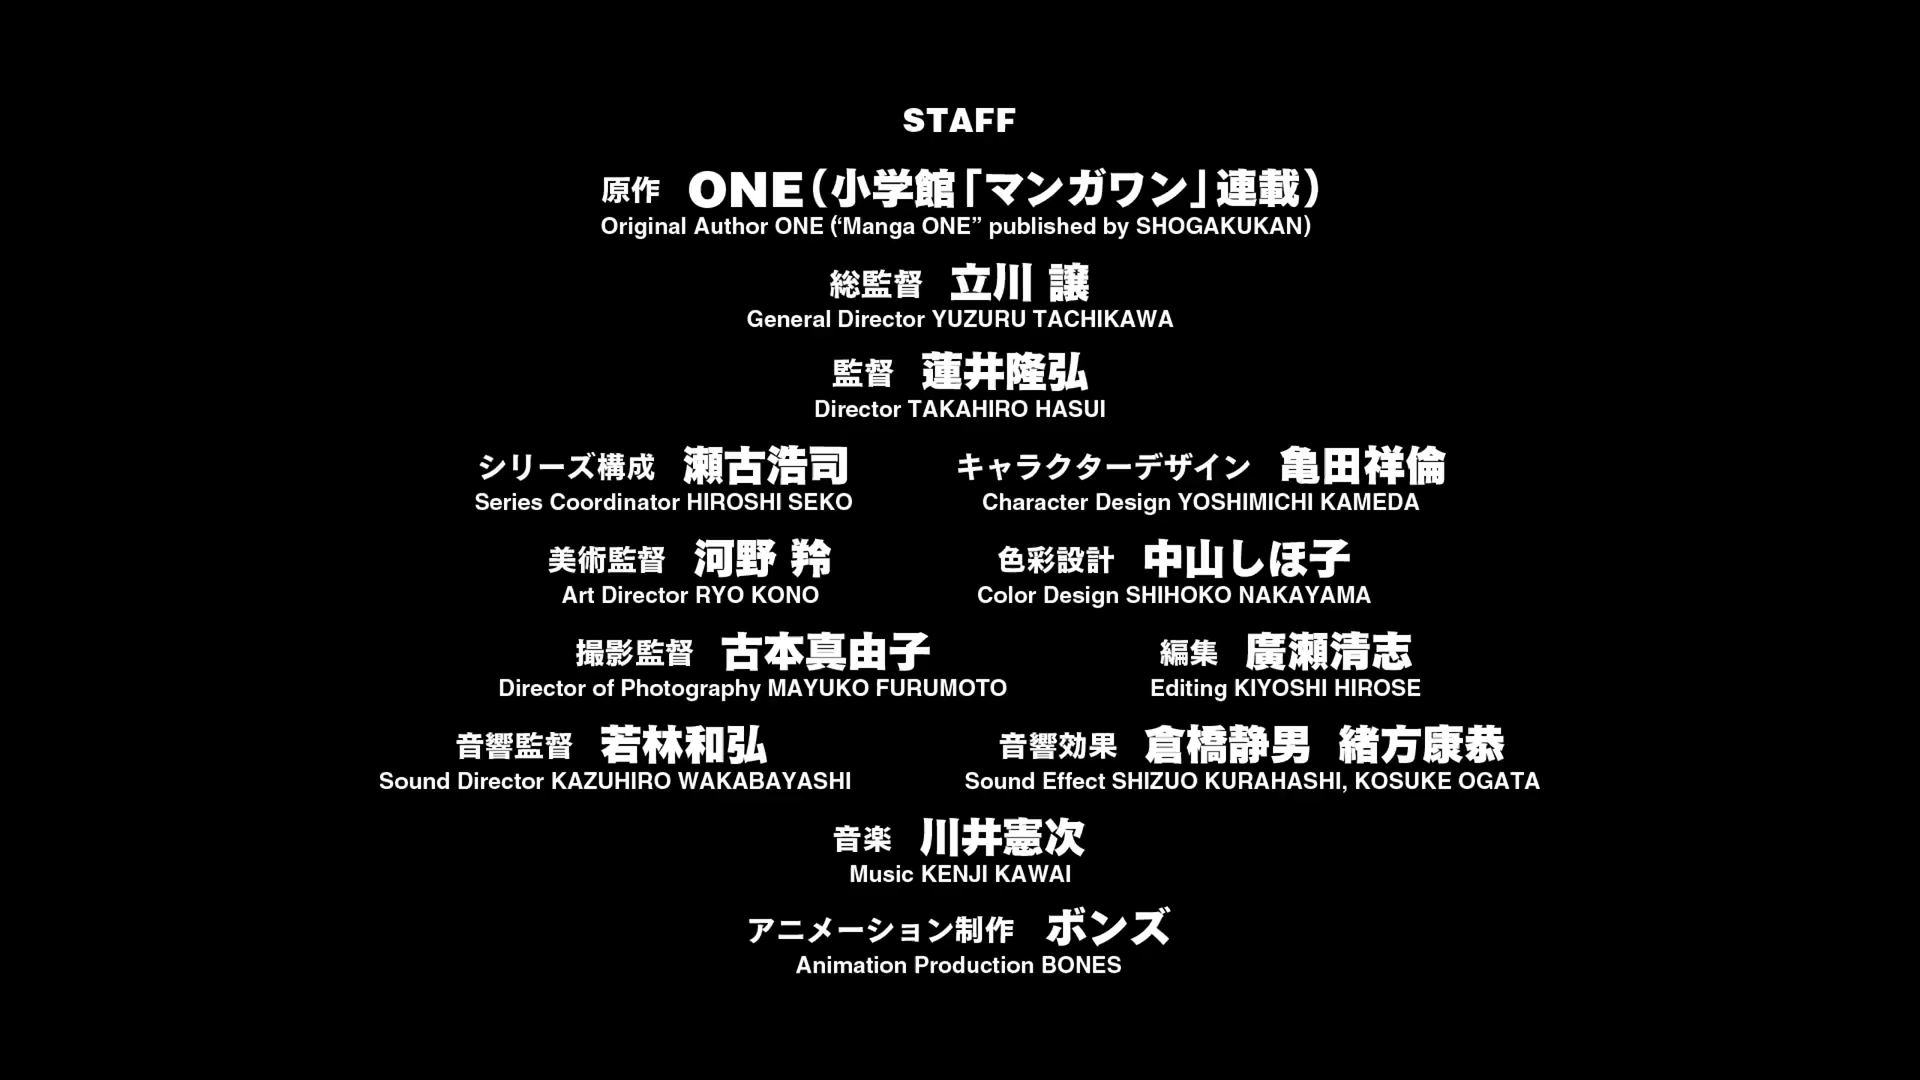 STAFF
原作 ONE（小学館「マンガワン」連載）
Original Author ONE (“Manga ONE” published by SHOGAKUKAN)
総監督 立川 譲
General Director YUZURU TACHIKAWA
監督 蓮井隆弘
Director TAKAHIRO HASUI
シリーズ構成 瀬古浩司
Series Coordinator HIROSHI SEKO
キャラクターデザイン 亀田祥倫
Character Design YOSHIMICHI KAMEDA
美術監督 河野 羚
Art Director RYO KONO
色彩設計 中山しほ子
Color Design SHIHOKO NAKAYAMA
撮影監督 古本真由子
Director of Photography MAYUKO FURUMOTO
編集 廣瀬清志
Editing KIYOSHI HIROSE
音響監督 若林和弘
Sound Director KAZUHIRO WAKABAYASHI
音響効果 倉橋静男 緒方康恭
Sound Effect SHIZUO KURAHASHI, KOSUKE OGATA
音楽 川井憲次
Music KENJI KAWAI
アニメーション制作 ボンズ
Animation Production BONES